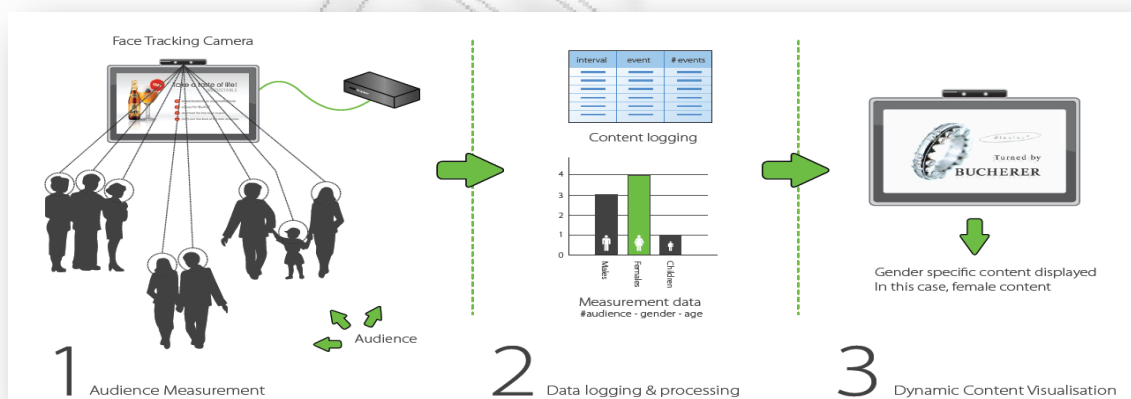 Face Tracking Camera
Take a taste of life!
1 Audience Measurement
Audience
interval event # events
Content logging
4
3
2
1
0
Males Females Children
Measurement data
#audience - gender - age
2 Data logging & processing
Turned by
BUCHERER
Gender specific content displayed
In this case, female content
3 Dynamic Content Visualisation